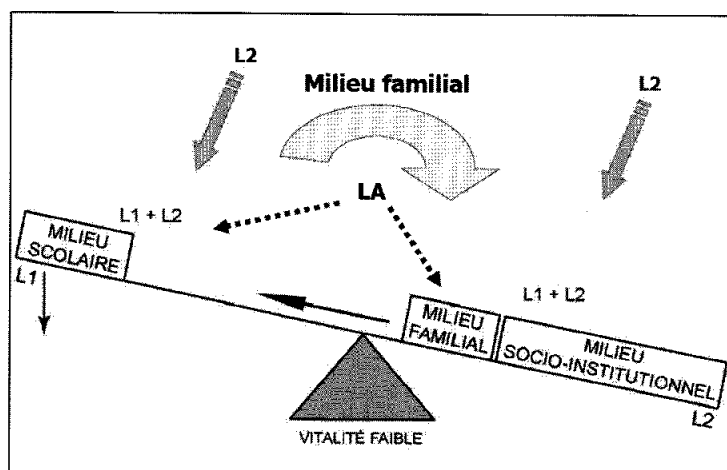 L2
Milieu familial
L2
LA
L1 + L2
MILIEU
SCOLAIRE
L1
L1 + L2
MILIEU
FAMILIAL
MILIEU
SOCIO-INSTITUTIONNEL
L2
VITALITÉ FAIBLE